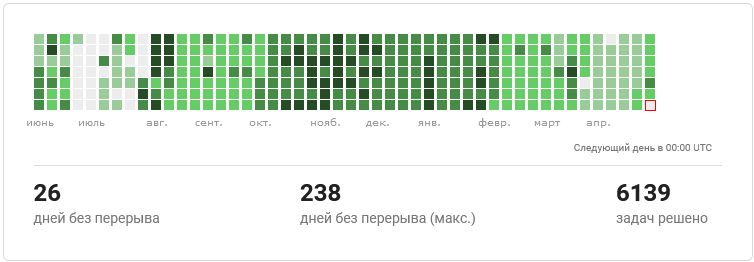 июнь июль авг. сент. окт. нояб. дек. янв. февр. март апр.
Следующий день в 00:00 UTC
26 238 6139
дней без перерыва дней без перерыва (макс.) задач решено